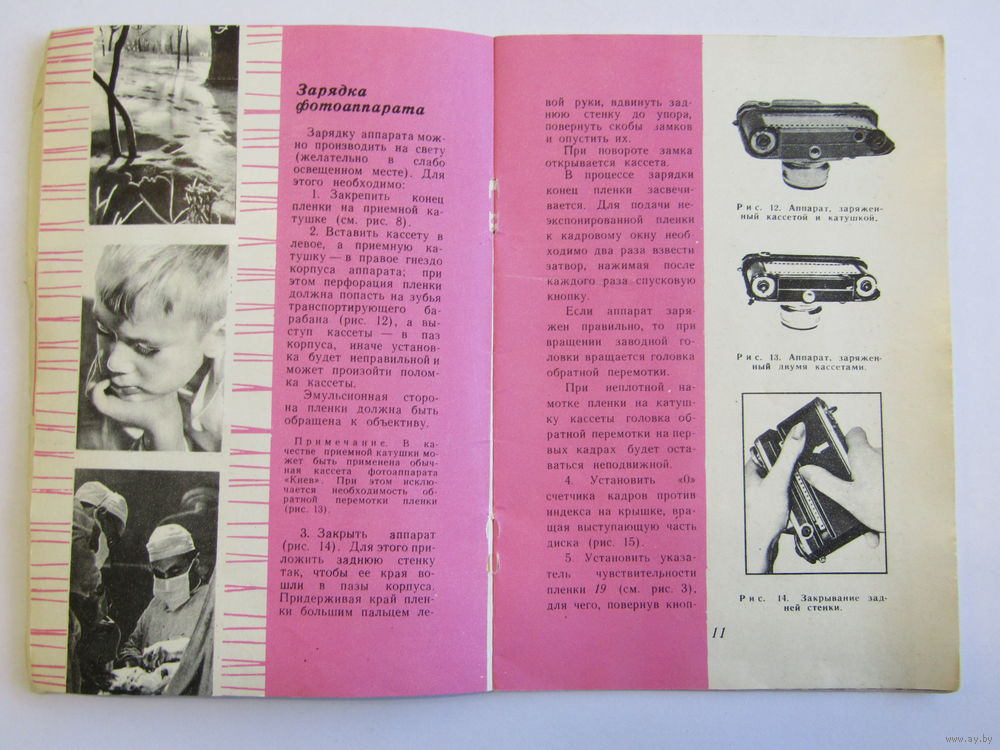 Зарядка
фотоаппарата
Зарядку аппарата мож-
но производить на свету
(желательно в слабо
освещенном месте). Для
этого необходимо:
1. Закрепить конец
пленки на приемной ка-
тушке (см. рис. 8).
2. Вставить кассету в
левое, а приемную ка-
тушку — в правое гнездо
корпуса аппарата; при
этом перфорация пленки
должна попасть на зубья
транспортирующего ба-
рабана (рис. 12), а вы-
ступ кассеты — в паз
корпуса, иначе установ-
ка будет неправильной и
может произойти полом-
ка кассеты.
Эмульсионная сторо-
на пленки должна быть
обращена к объективу.
Примечание. В ка-
честве приемной катушки мо-
жет быть применена обыч-
ная кассета фотоаппарата
«Киев». При этом исклю-
чается необходимость об-
ратной перемотки пленки
(рис. 13).
3. Закрыть аппарат
(рис. 14). Для этого при-
ложить заднюю стенку
так, чтобы ее края во-
шли в пазы корпуса.
Придерживая край плен-
ки большим пальцем ле-
вой руки, вдвинуть зад-
нюю стенку до упора,
повернуть скобы замков
и опустить их.
При повороте замка
открывается кассета.
В процессе зарядки
конец пленки засвечи-
вается. Для подачи не-
экспонированной пленки
к кадровому окну необ-
ходимо два раза взвести
затвор, нажимая после
каждого раза спусковую
кнопку.
Если аппарат заря-
жен правильно, то при
вращении заводной го-
ловки вращается головка
обратной перемотки.
При неплотной на-
мотке пленки на катуш-
ку кассеты головка об-
ратной перемотки на пер-
вых кадрах будет оста-
ваться неподвижной.
4. Установить «0»
счетчика кадров против
индекса на крышке, вра-
щая выступающую часть
диска (рис. 15).
5. Установить указа-
тель чувствительности
пленки 19 (см. рис. 3),
для чего, повернув кноп-
Рис. 12. Аппарат, заряжен-
ный кассетой и катушкой.
Рис. 13. Аппарат, заряжен-
ный двумя кассетами.
Рис. 14. Закрывание зад-
ней стенки.
11
www.ay.by